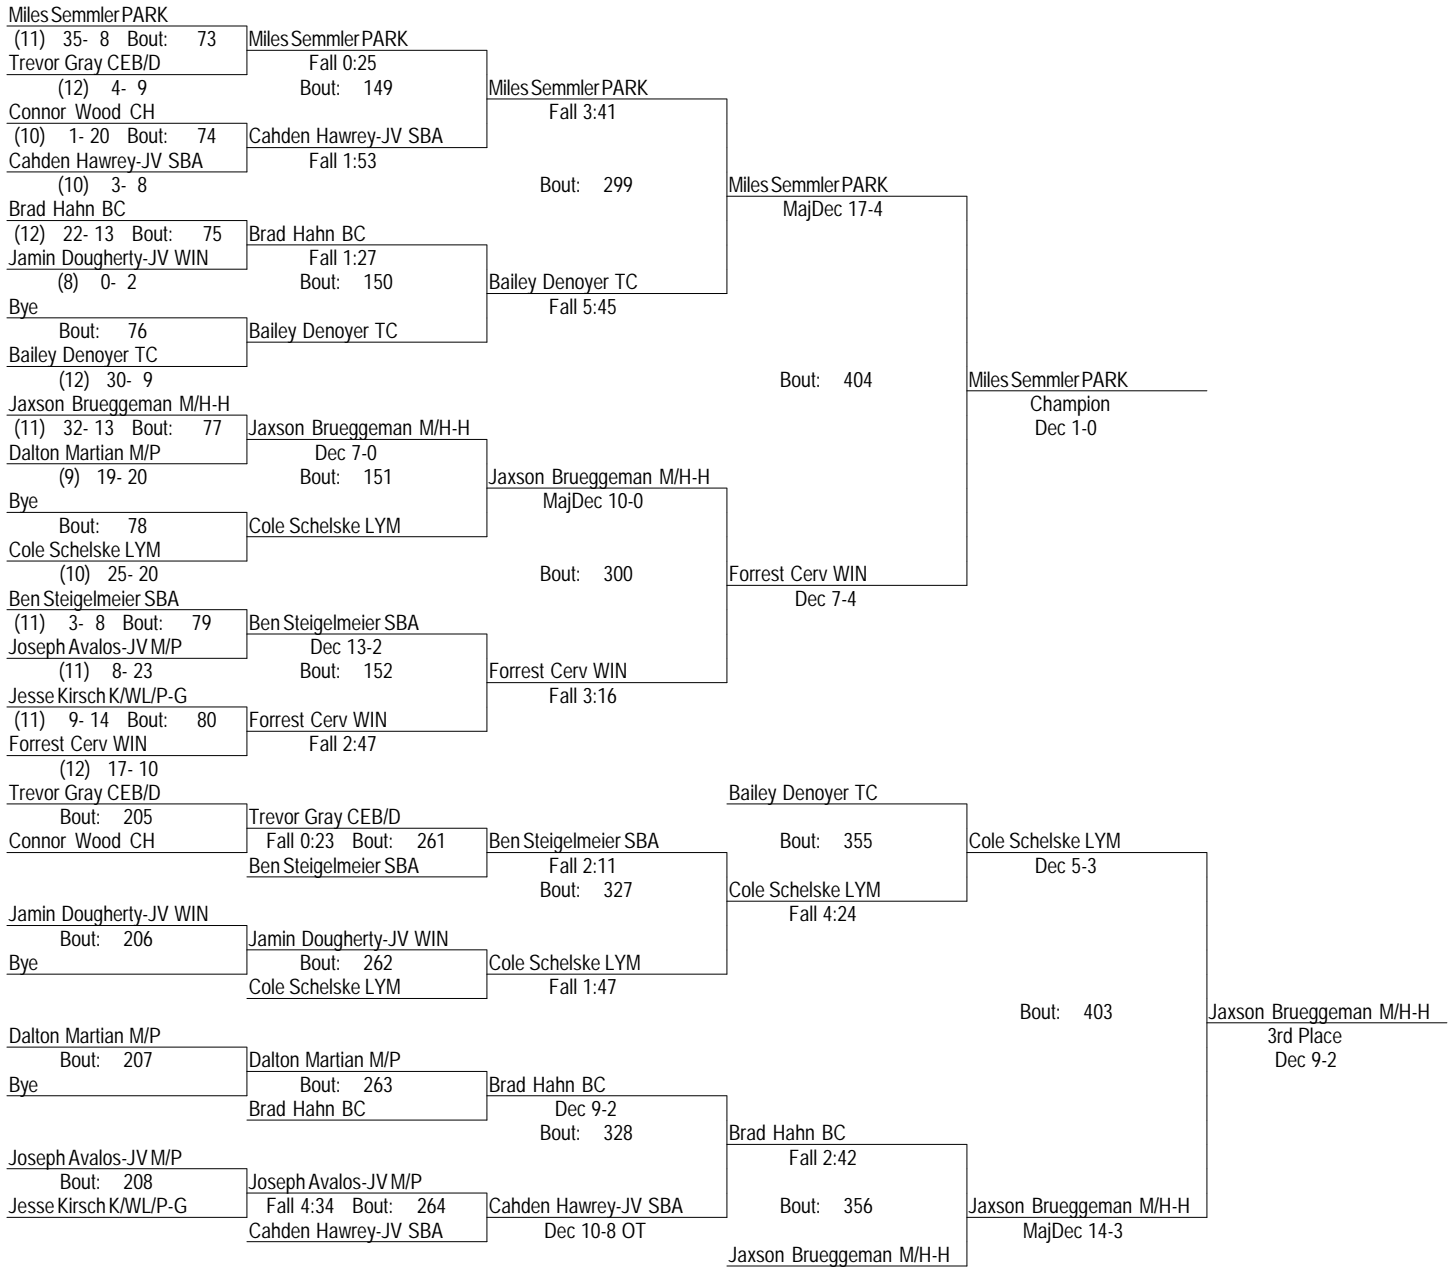 Miles Semmler PARK
(11) 35- 8 Bout: 73 Miles Semmler PARK
Trevor Gray CEB/D Fall 0:25
(12) 4- 9 Bout: 149 Miles Semmler PARK
Connor Wood CH Fall 3:41
(10) 1- 20 Bout: 74 Cahden Hawrey-JV SBA
Cahden Hawrey-JV SBA Fall 1:53
(10) 3- 8 Bout: 299 Miles Semmler PARK
Brad Hahn BC MajDec 17-4
(12) 22- 13 Bout: 75 Brad Hahn BC
Jamin Dougherty-JV WIN Fall 1:27
(8) 0- 2 Bout: 150 Bailey Denoyer TC
Bye Fall 5:45
Bout: 76 Bailey Denoyer TC
Bailey Denoyer TC
(12) 30- 9 Bout: 404 Miles Semmler PARK
Jaxson Brueggeman M/H-H Champion
(11) 32- 13 Bout: 77 Jaxson Brueggeman M/H-H Dec 1-0
Dalton Martian M/P Dec 7-0
(9) 19- 20 Bout: 151 Jaxson Brueggeman M/H-H
Bye MajDec 10-0
Bout: 78 Cole Schelske LYM
Cole Schelske LYM
(10) 25- 20 Bout: 300 Forrest Cerv WIN
Ben Steigelmeier SBA Dec 7-4
(11) 3- 8 Bout: 79 Ben Steigelmeier SBA
Joseph Avalos-JV M/P Dec 13-2
(11) 8- 23 Bout: 152 Forrest Cerv WIN
Jesse Kirsch K/WL/P-G Fall 3:16
(11) 9- 14 Bout: 80 Forrest Cerv WIN
Forrest Cerv WIN Fall 2:47
(12) 17- 10
Trevor Gray CEB/D Bailey Denoyer TC
Bout: 205 Trevor Gray CEB/D
Connor Wood CH Fall 0:23 Bout: 261 Ben Steigelmeier SBA Bout: 355 Cole Schelske LYM
Ben Steigelmeier SBA Fall 2:11 Dec 5-3
Bout: 327 Cole Schelske LYM
Jamin Dougherty-JV WIN Fall 4:24
Bout: 206 Jamin Dougherty-JV WIN
Bye Bout: 262 Cole Schelske LYM
Cole Schelske LYM Fall 1:47
Bout: 403 Jaxson Brueggeman M/H-H
Dalton Martian M/P 3rd Place
Bout: 207 Dalton Martian M/P Dec 9-2
Bye Bout: 263 Brad Hahn BC
Brad Hahn BC Dec 9-2
Bout: 328 Brad Hahn BC
Joseph Avalos-JV M/P Fall 2:42
Bout: 208 Joseph Avalos-JV M/P
Jesse Kirsch K/WL/P-G Fall 4:34 Bout: 264 Cahden Hawrey-JV SBA Bout: 356 Jaxson Brueggeman M/H-H
Cahden Hawrey-JV SBA Dec 10-8 OT MajDec 14-3
Jaxson Brueggeman M/H-H